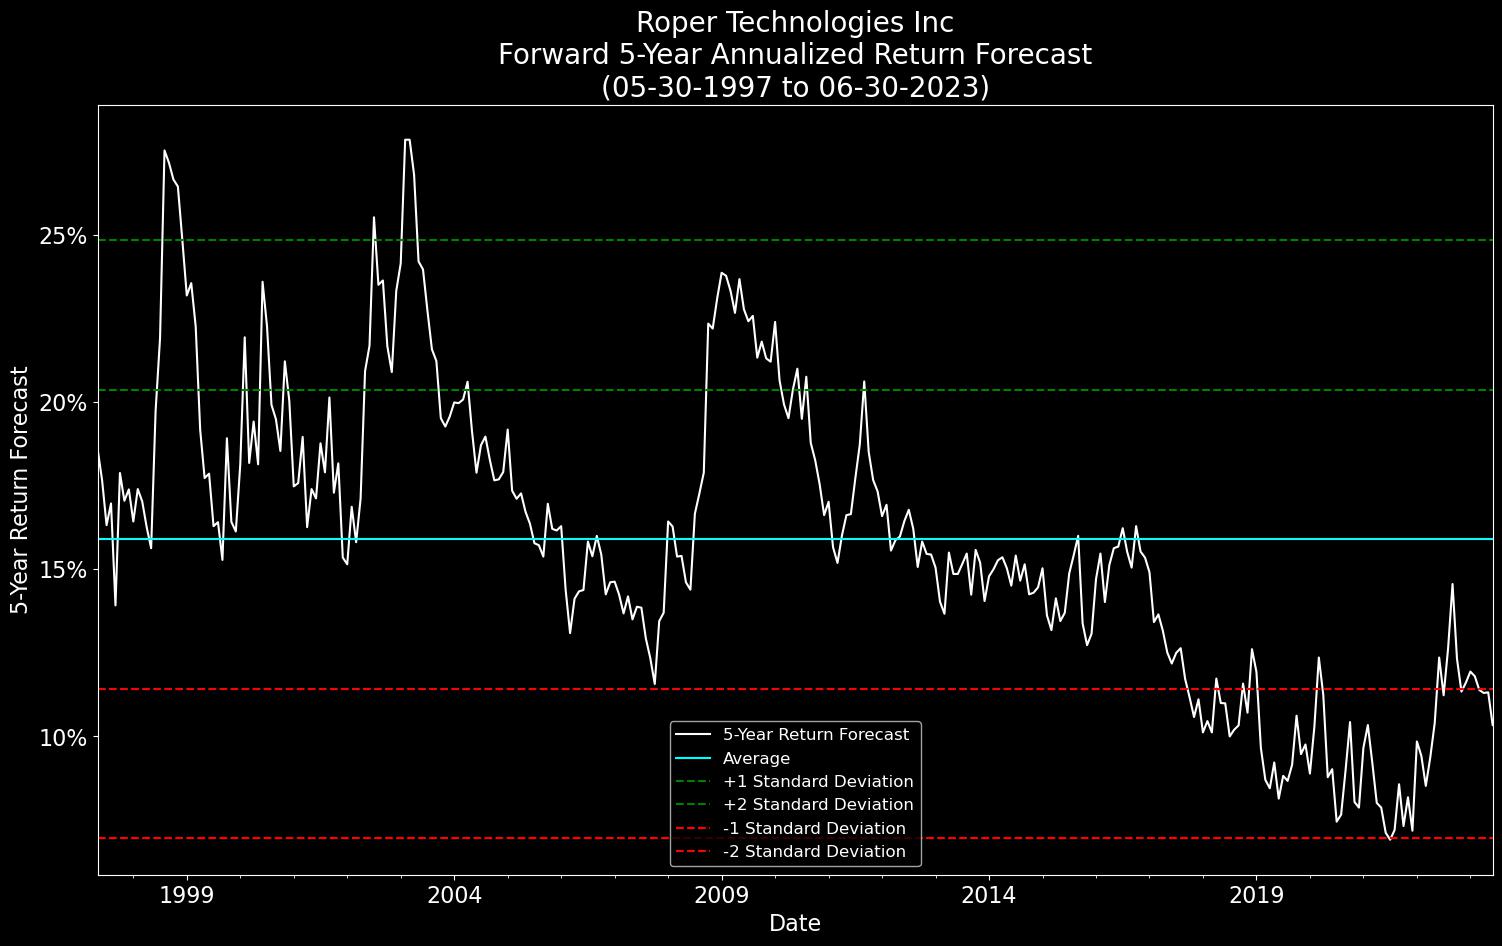 Roper Technologies Inc
Forward 5-Year Annualized Return Forecast
(05-30-1997 to 06-30-2023)
5-Year Return Forecast
25%
20%
15%
10%
5-Year Return Forecast
Average
+1 Standard Deviation
+2 Standard Deviation
-1 Standard Deviation
-2 Standard Deviation
1999 2004 2009 2014 2019
Date